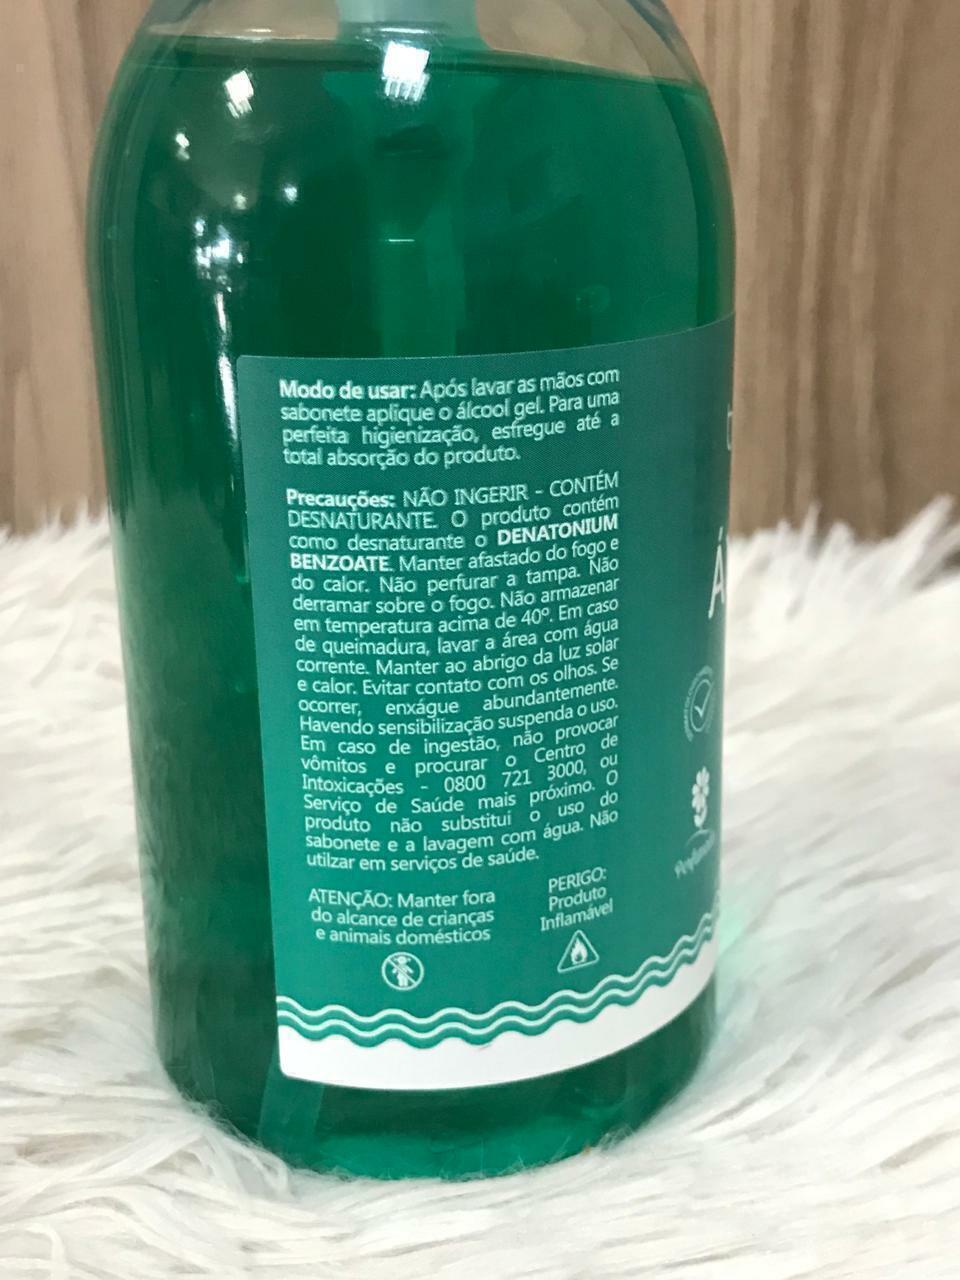 Modo de usar: Após lavar as mãos com
sabonete aplique o álcool gel. Para uma
perfeita higienização, esfregue até a
total absorção do produto.
Precauções: NÃO INGERIR - CONTÉM
DESNATURANTE. O produto contém
como desnaturante o DENATONIUM
BENZOATE. Manter afastado do fogo e
do calor. Não perfurar a tampa. Não
derramar sobre o fogo. Não armazenar
em temperatura acima de 40º. Em caso
de queimadura, lavar a área com água
corrente. Manter ao abrigo da luz solar
e calor. Evitar contato com os olhos. Se
ocorrer, enxágue abundantemente.
Havendo sensibilização suspenda o uso.
Em caso de ingestão, não provocar
vômitos e procurar o Centro de
Intoxicações - 0800 721 3000, ou
Serviço de Saúde mais próximo. O
produto não substitui o uso do
sabonete e a lavagem com água. Não
utilzar em serviços de saúde.
ATENÇÃO: Manter fora
do alcance de crianças
e animais domésticos
PERIGO:
Produto
Inflamável